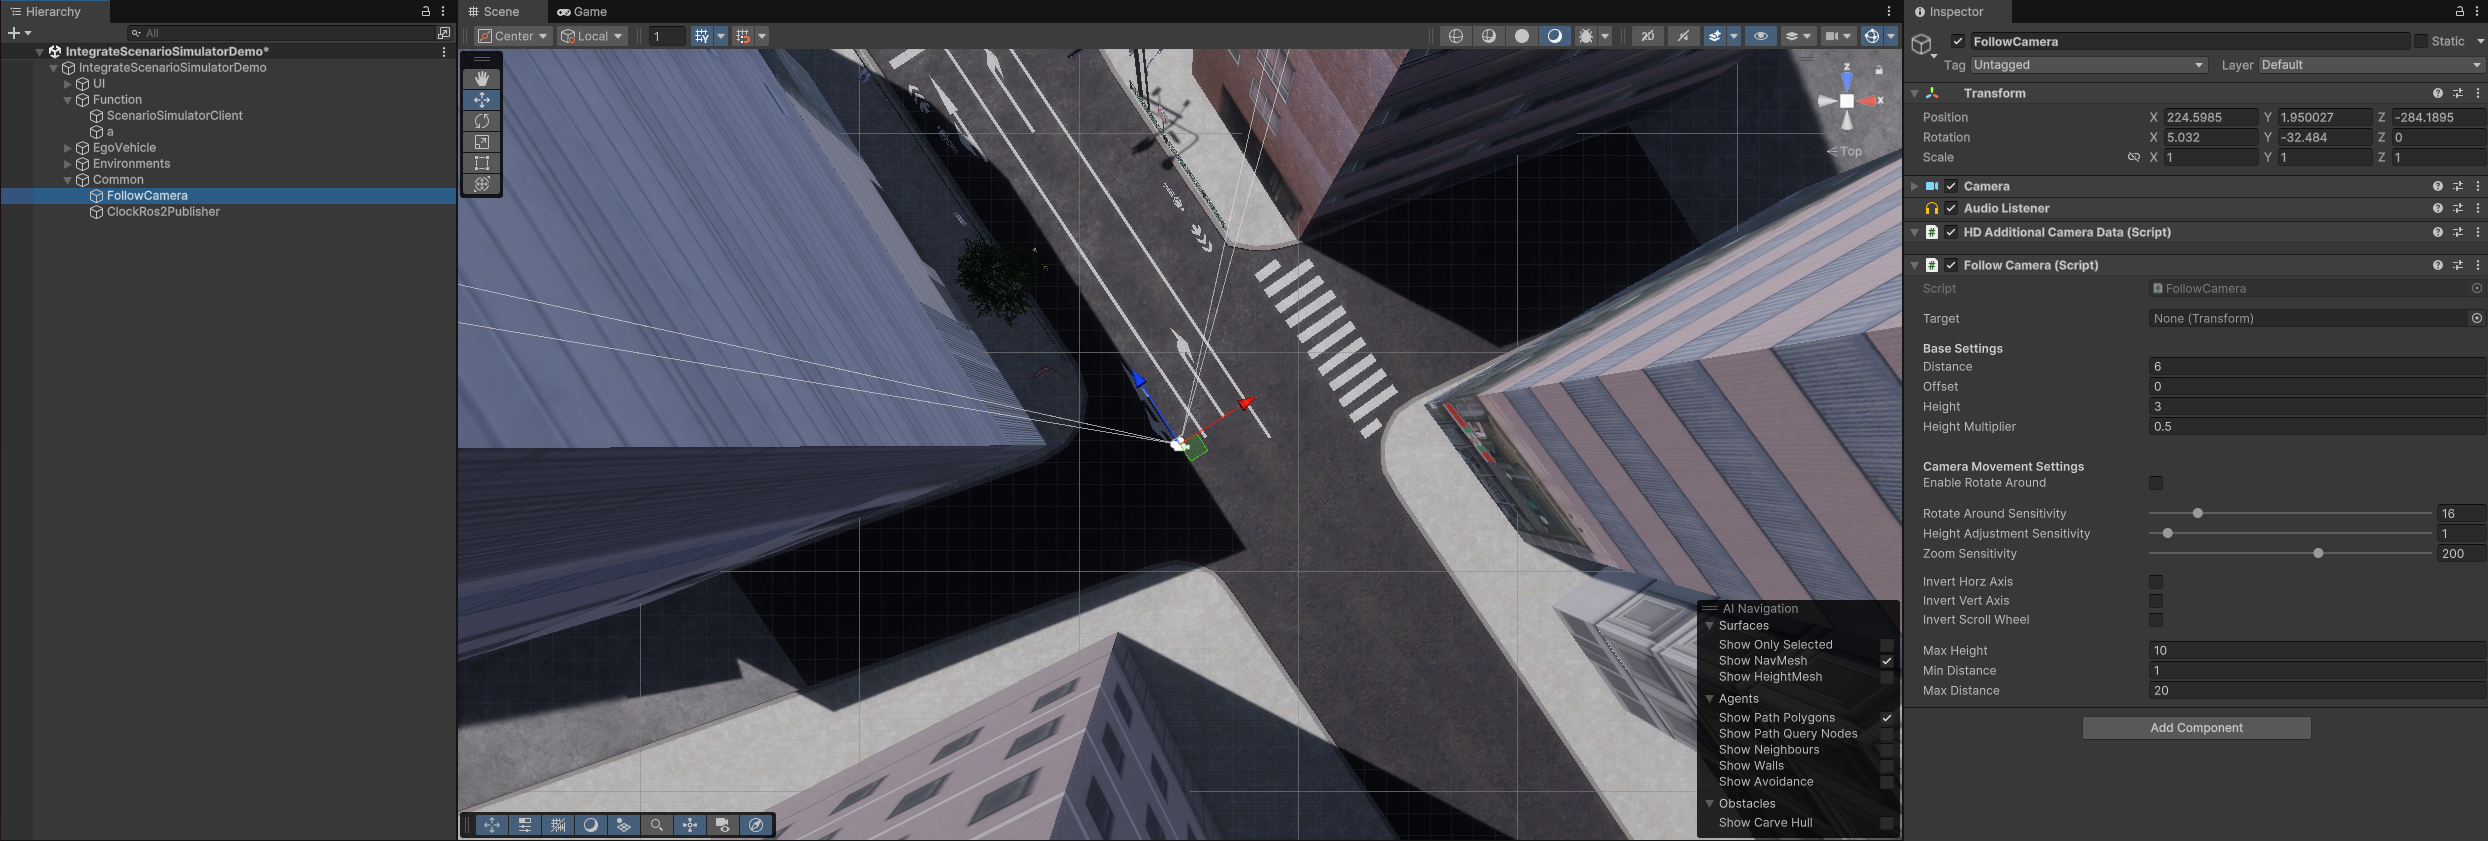 Hierarchy
All
IntegrateScenarioSimulatorDemo*
IntegrateScenarioSimulatorDemo
UI
Function
ScenarioSimulatorClient
a
EgoVehicle
Environments
Common
FollowCamera
ClockRos2Publisher
Scene
Game
Center
Local
1
2D
z
x
Top
AI Navigation
Surfaces
Show Only Selected
Show NavMesh
Show HeightMesh
Agents
Show Path Polygons
Show Path Query Nodes
Show Neighbours
Show Walls
Show Avoidance
Obstacles
Show Carve Hull
Inspector
FollowCamera
Static
Tag Untagged Layer Default
Transform
Position X 224.5985 Y 1.950027 Z -284.1895
Rotation X 5.032 Y -32.484 Z 0
Scale X 1 Y 1 Z 1
Camera
Audio Listener
HD Additional Camera Data (Script)
Follow Camera (Script)
Script FollowCamera
Target None (Transform)
Base Settings
Distance 6
Offset 0
Height 3
Height Multiplier 0.5
Camera Movement Settings
Enable Rotate Around
Rotate Around Sensitivity 16
Height Adjustment Sensitivity 1
Zoom Sensitivity 200
Invert Horz Axis
Invert Vert Axis
Invert Scroll Wheel
Max Height 10
Min Distance 1
Max Distance 20
Add Component